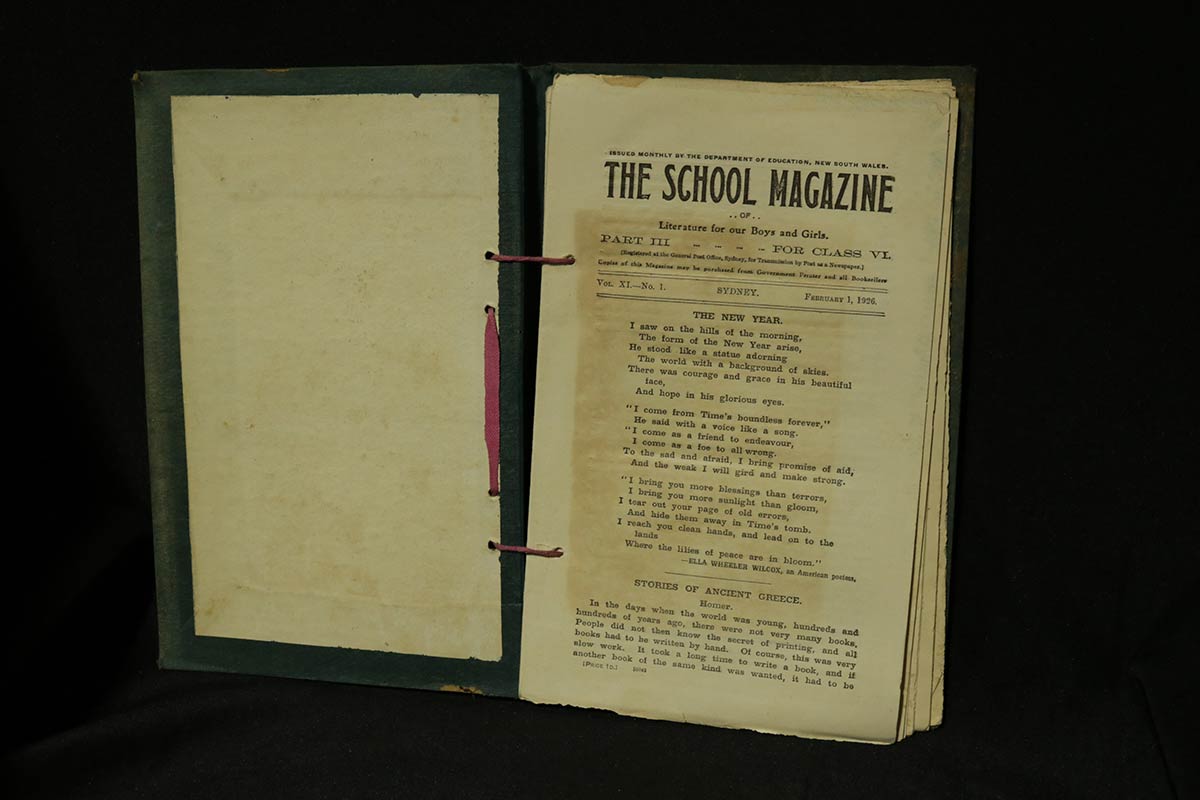 ISSUED MONTHLY BY THE DEPARTMENT OF EDUCATION, NEW SOUTH WALES.
THE SCHOOL MAGAZINE
..OF..
Literature for our Boys and Girls.
PART III ... ... ... ... FOR CLASS VI.
(Registered at the General Post Office, Sydney, for Transmission by Post as a Newspaper.)
Copies of this Magazine may be purchased from Government Printer and all Booksellers
VOL. XI.—No. 1. SYDNEY. FEBRUARY 1, 1926.
THE NEW YEAR.
I saw on the hills of the morning,
The form of the New Year arise,
He stood like a statue adorning
The world with a background of skies.
There was courage and grace in his beautiful
face,
And hope in his glorious eyes.
"I come from Time's boundless forever,"
He said with a voice like a song.
"I come as a friend to endeavour,
I come as a foe to all wrong.
To the sad and afraid, I bring promise of aid,
And the weak I will gird and make strong.
"I bring you more blessings than terrors,
I bring you more sunlight than gloom,
I tear out your page of old errors,
And hide them away in Time's tomb.
I reach you clean hands, and lead on to the
lands
Where the lilies of peace are in bloom."
—ELLA WHEELER WILCOX, an American poetess.
STORIES OF ANCIENT GREECE.
Homer.
In the days when the world was young, hundreds and
hundreds of years ago, there were not very many books.
People did not then know the secret of printing, and all
books had to be written by hand. Of course, this was very
slow work. It took a long time to write a book, and if
another book of the same kind was wanted, it had to be
[PRICE 1D.]